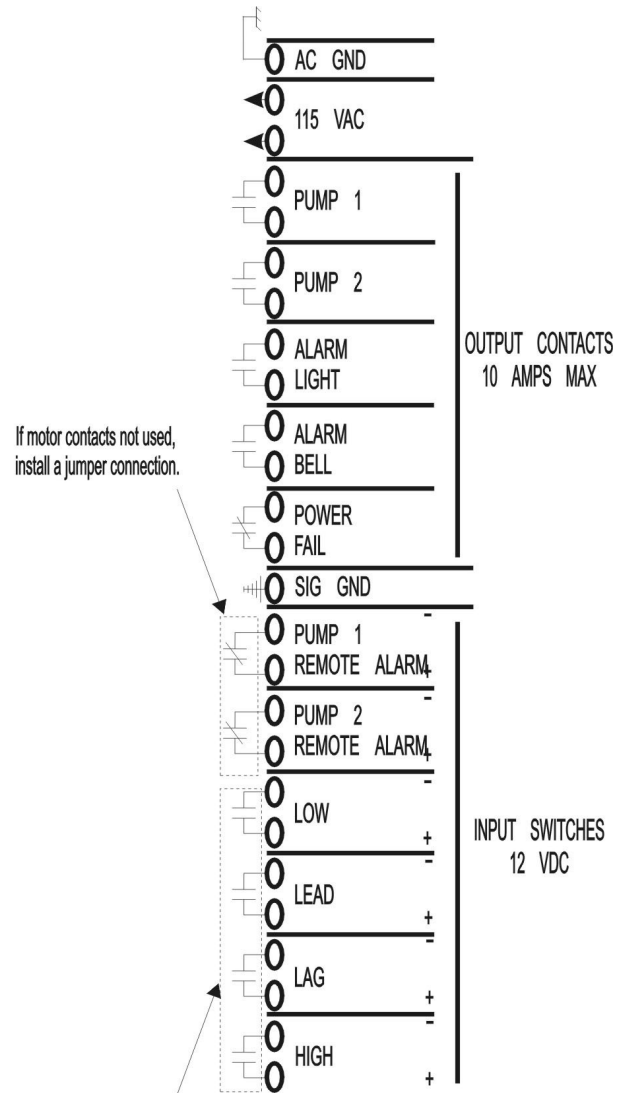 AC GND
115 VAC
PUMP 1
PUMP 2
ALARM
LIGHT
OUTPUT CONTACTS
10 AMPS MAX
ALARM
BELL
If motor contacts not used,
install a jumper connection.
POWER
FAIL
SIG GND
-
PUMP 1
REMOTE ALARM +
-
PUMP 2
REMOTE ALARM +
-
LOW
+
INPUT SWITCHES
12 VDC
-
LEAD
+
-
LAG
+
-
HIGH
+